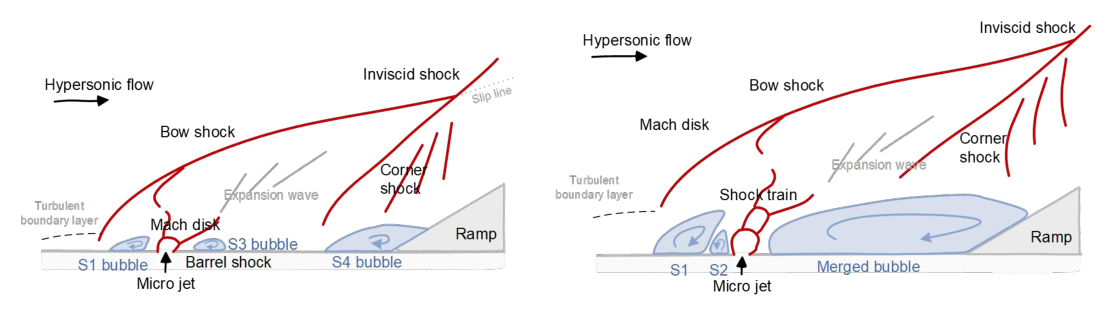 Inviscid shock
Hypersonic flow
Slip line
Bow shock
Corner
shock
Expansion wave
Turbulent
boundary layer
Mach disk
S3 bubble
Ramp
S1 bubble
Barrel shock
S4 bubble
Micro jet
Inviscid shock
Hypersonic flow
Bow shock
Mach disk
Corner
shock
Expansion wave
Turbulent
boundary layer
Shock train
Ramp
S1
S2
Merged bubble
Micro jet